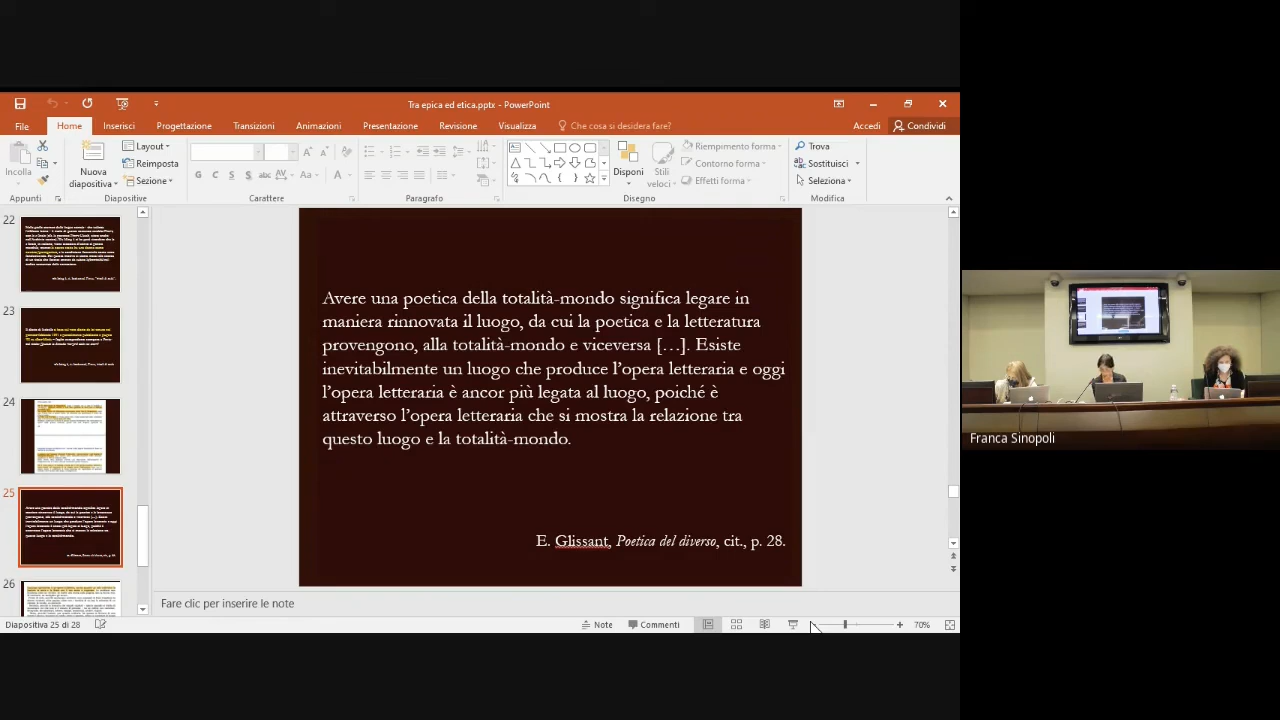 Tra epica ed etica.pptx - PowerPoint
File
Home
Inserisci
Progettazione
Transizioni
Animazioni
Presentazione
Revisione
Visualizza
Che cosa si desidera fare?
Accedi
Condividi
Incolla
Nuova
diapositiva
Layout
Reimposta
Sezione
Disponi
Stili
veloci
Riempimento forma
Contorno forma
Effetti forma
Trova
Sostituisci
Seleziona
Appunti
Diapositive
Carattere
Paragrafo
Disegno
Modifica
22
23
24
25
26
Avere una poetica della totalità-mondo significa legare in
maniera rinnovata il luogo, da cui la poetica e la letteratura
provengono, alla totalità-mondo e viceversa […]. Esiste
inevitabilmente un luogo che produce l’opera letteraria e oggi
l’opera letteraria è ancor più legata al luogo, poiché è
attraverso l’opera letteraria che si mostra la relazione tra
questo luogo e la totalità-mondo.
E. Glissant, Poetica del diverso, cit., p. 28.
Fare clic per inserire le note
Diapositiva 25 di 28
Note
Commenti
70%
Franca Sinopoli